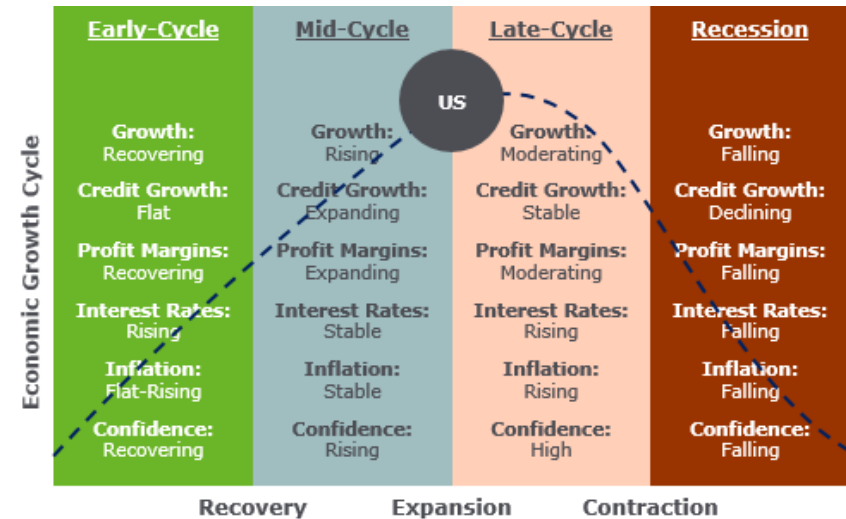 Early-Cycle
Mid-Cycle
Late-Cycle
Recession
US
Economic Growth Cycle
Growth:
Recovering
Credit Growth:
Flat
Profit Margins:
Recovering
Interest Rates:
Rising
Inflation:
Flat-Rising
Confidence:
Recovering
Growth:
Rising
Credit Growth:
Expanding
Profit Margins:
Expanding
Interest Rates:
Stable
Inflation:
Stable
Confidence:
Rising
Growth:
Moderating
Credit Growth:
Stable
Profit Margins:
Moderating
Interest Rates:
Rising
Inflation:
Rising
Confidence:
High
Growth:
Falling
Credit Growth:
Declining
Profit Margins:
Falling
Interest Rates:
Falling
Inflation:
Falling
Confidence:
Falling
Recovery
Expansion
Contraction